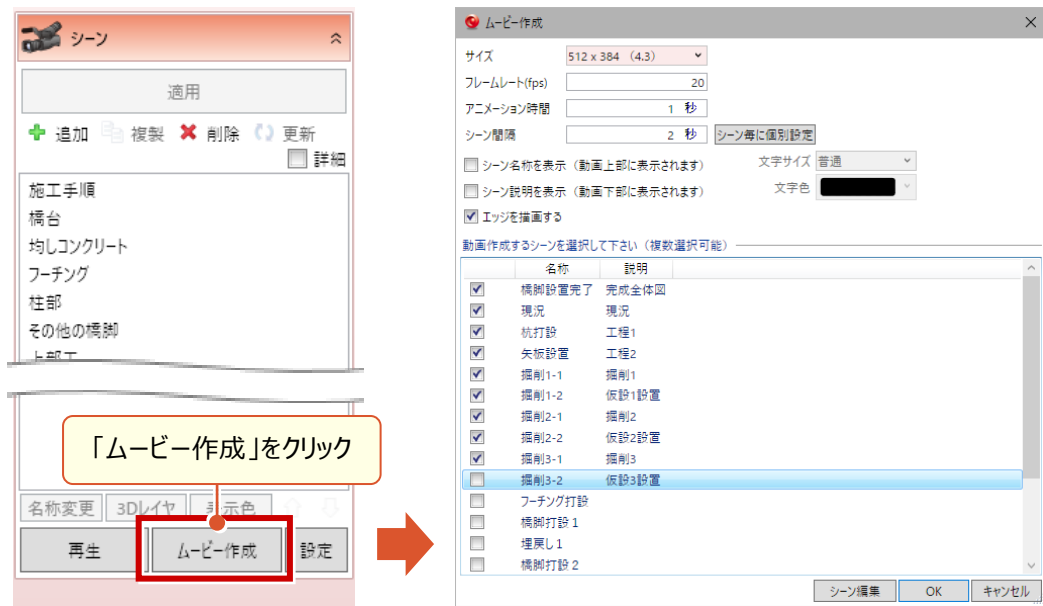 シーン
適用
追加 複製 削除 更新
詳細
施工手順
橋台
均しコンクリート
フーチング
柱部
その他の橋脚
上部工
「ムービー作成」をクリック
名称変更 3Dレイヤ 表示色
再生 ムービー作成 設定
ムービー作成
サイズ 512 x 384 (4.3)
フレームレート(fps) 20
アニメーション時間 1 秒
シーン間隔 2 秒 シーン毎に個別設定
シーン名称を表示（動画上部に表示されます） 文字サイズ 普通
シーン説明を表示（動画下部に表示されます） 文字色
エッジを描画する
動画作成するシーンを選択して下さい（複数選択可能）
名称 説明
橋脚設置完了 完成全体図
現況 現況
杭打設 工程1
矢板設置 工程2
掘削1-1 掘削1
掘削1-2 仮設1設置
掘削2-1 掘削2
掘削2-2 仮設2設置
掘削3-1 掘削3
掘削3-2 仮設3設置
フーチング打設
橋脚打設 1
埋戻し1
橋脚打設 2
シーン編集 OK キャンセル